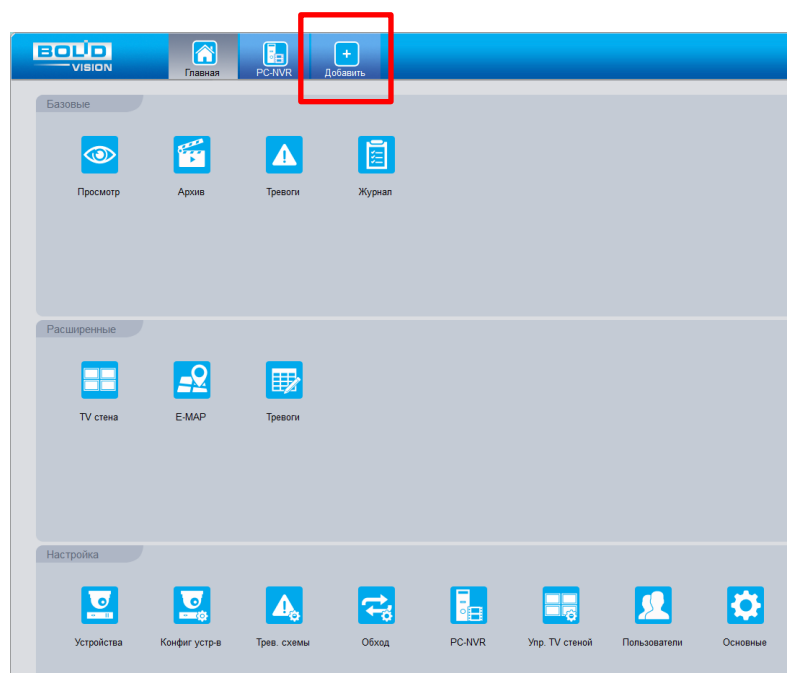 BOLID
VISION
Главная
PC-NVR
Добавить
Базовые
Просмотр
Архив
Тревоги
Журнал
Расширенные
TV стена
E-MAP
Тревоги
Настройка
Устройства
Конфиг устр-в
Трев. схемы
Обход
PC-NVR
Упр. TV стеной
Пользователи
Основные